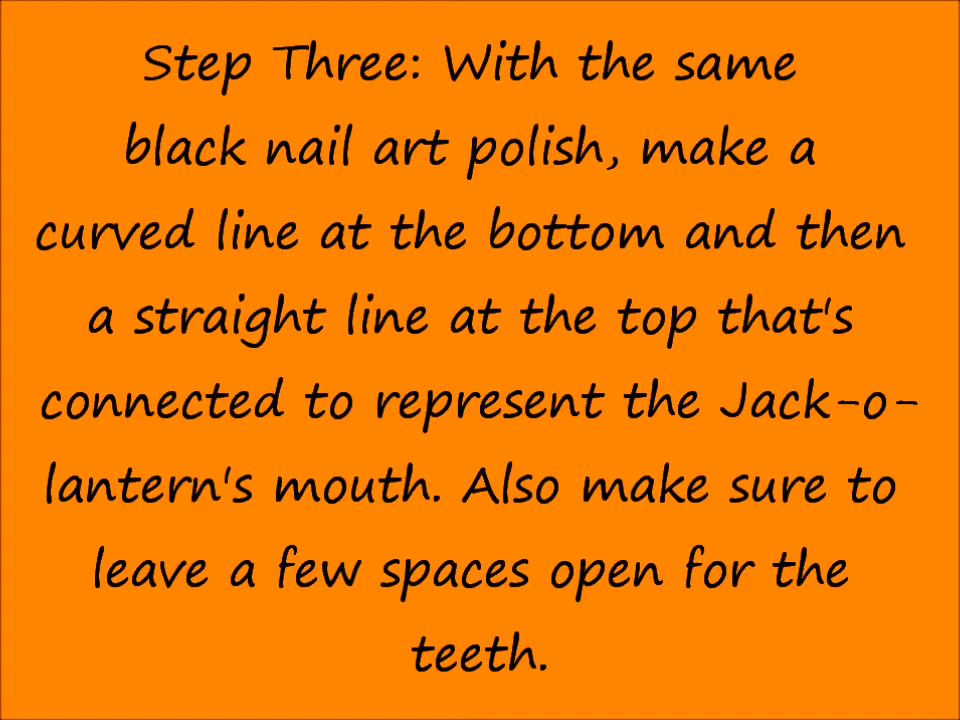 Step Three: With the same
black nail art polish, make a
curved line at the bottom and then
a straight line at the top that's
connected to represent the Jack-o-
lantern's mouth. Also make sure to
leave a few spaces open for the
teeth.